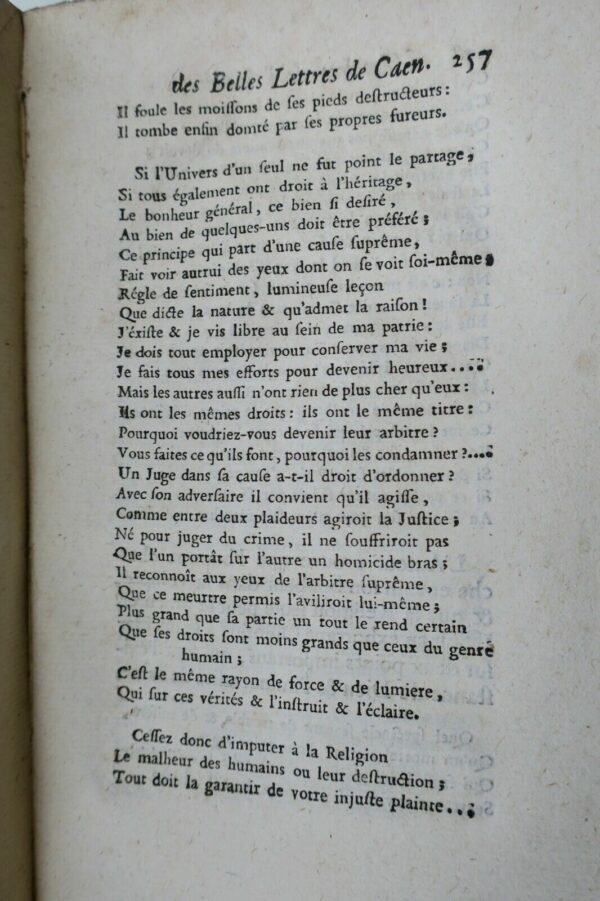 des Belles Lettres de Caen. 257
Il foule les moiſſons de ſes pieds deſtructeurs:
Il tombe enfin domté par ſes propres fureurs.
Si l'Univers d'un ſeul ne fut point le partage,
Si tous également ont droit à l'héritage,
Le bonheur général, ce bien ſi deſiré,
Au bien de quelques-uns doit être préféré;
Ce principe qui part d'une cauſe ſuprême,
Fait voir autrui des yeux dont on ſe voit ſoi-même;
Régle de ſentiment, lumineuſe leçon
Que dicte la nature & qu'admet la raiſon!
J'éxiſte & je vis libre au ſein de ma patrie:
Je dois tout employer pour conſerver ma vie;
Je fais tous mes efforts pour devenir heureux....
Mais les autres auſſi n'ont rien de plus cher qu'eux:
Ils ont les mêmes droits: ils ont le même titre:
Pourquoi voudriez-vous devenir leur arbitre?
Vous faites ce qu'ils font, pourquoi les condamner?....
Un Juge dans ſa cauſe a-t-il droit d'ordonner?
Avec ſon adverſaire il convient qu'il agiſſe,
Comme entre deux plaideurs agiroit la Juſtice;
Né pour juger du crime, il ne ſouffriroit pas
Que l'un portât ſur l'autre un homicide bras;
Il reconnoît aux yeux de l'arbitre ſuprême,
Que ce meurtre permis l'aviliroit lui-même;
Plus grand que ſa partie un tout le rend certain
Que ſes droits ſont moins grands que ceux du genre
humain;
C'eſt le même rayon de force & de lumiere,
Qui ſur ces vérités & l'inſtruit & l'éclaire.
Ceſſez donc d'imputer à la Religion
Le malheur des humains ou leur deſtruction;
Tout doit la garantir de votre injuſte plainte...;